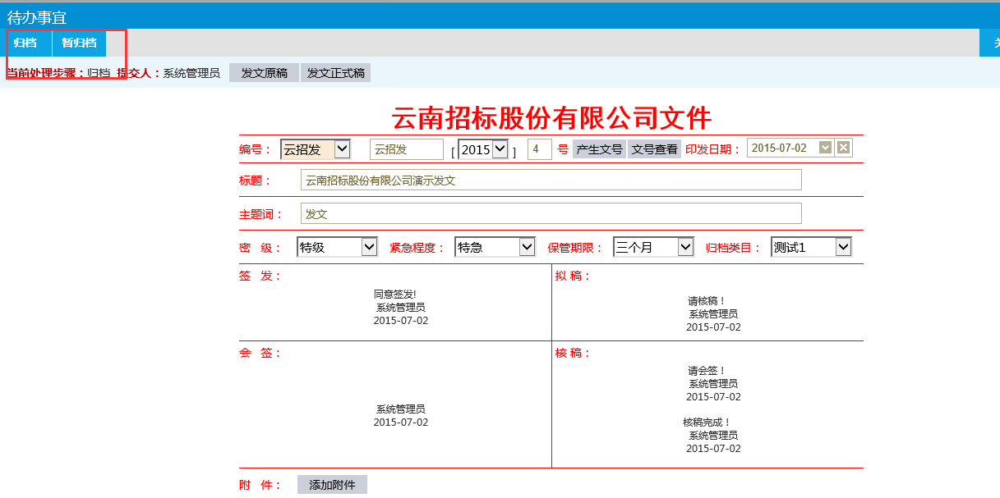 待办事宜
归档 暂归档 关
当前处理步骤：归档 提交人：系统管理员 发文原稿 发文正式稿
云南招标股份有限公司文件
编号： 云招发 云招发 [ 2015 ] 4 号 产生文号 文号查看 印发日期： 2015-07-02
标题： 云南招标股份有限公司演示发文
主题词： 发文
密 级： 特级 紧急程度： 特急 保管期限： 三个月 归档类目： 测试1
签 发：
同意签发!
系统管理员
2015-07-02
拟 稿：
请核稿！
系统管理员
2015-07-02
会 签：
系统管理员
2015-07-02
核 稿：
请会签！
系统管理员
2015-07-02
核稿完成！
系统管理员
2015-07-02
附 件： 添加附件